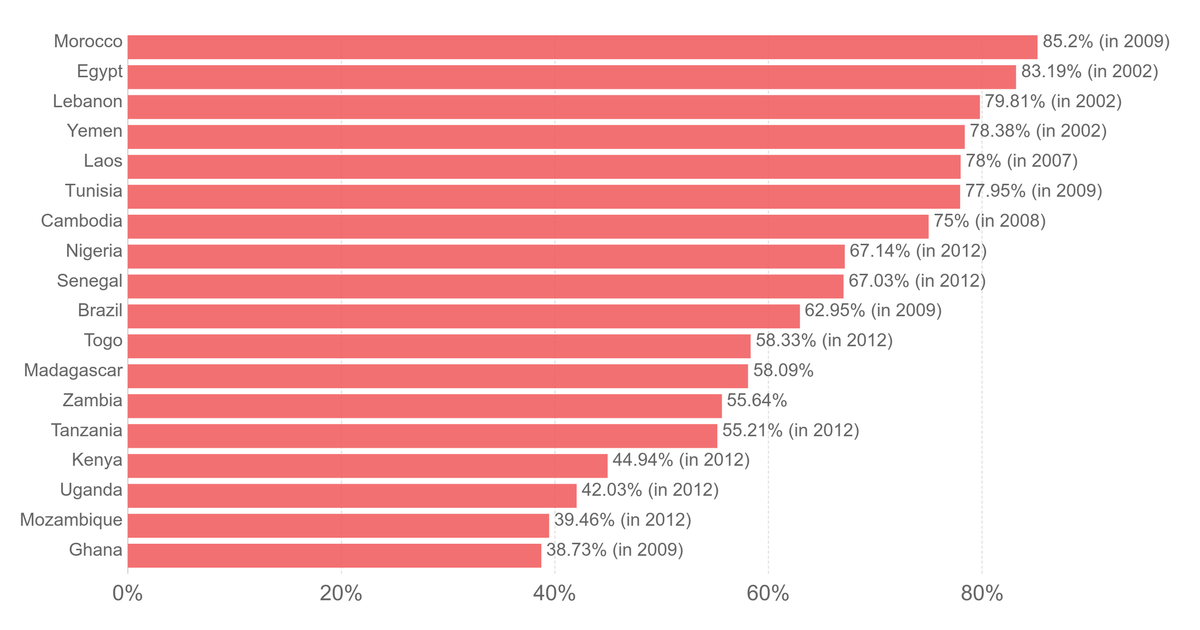 Morocco 85.2% (in 2009)
Egypt 83.19% (in 2002)
Lebanon 79.81% (in 2002)
Yemen 78.38% (in 2002)
Laos 78% (in 2007)
Tunisia 77.95% (in 2009)
Cambodia 75% (in 2008)
Nigeria 67.14% (in 2012)
Senegal 67.03% (in 2012)
Brazil 62.95% (in 2009)
Togo 58.33% (in 2012)
Madagascar 58.09%
Zambia 55.64%
Tanzania 55.21% (in 2012)
Kenya 44.94% (in 2012)
Uganda 42.03% (in 2012)
Mozambique 39.46% (in 2012)
Ghana 38.73% (in 2009)
0% 20% 40% 60% 80%